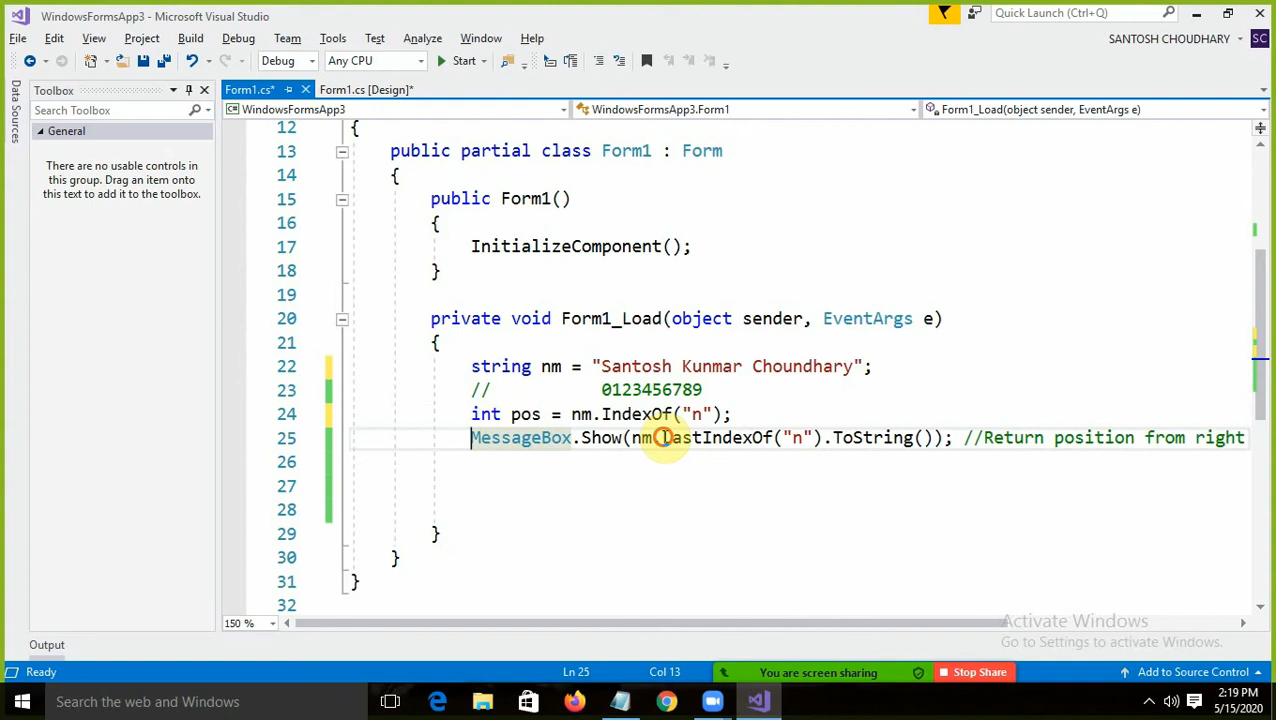 WindowsFormsApp3 - Microsoft Visual Studio
Quick Launch (Ctrl+Q)
File Edit View Project Build Debug Team Tools Test Analyze Window Help
SANTOSH CHOUDHARY SC
Debug Any CPU Start
Data Sources
Toolbox
Search Toolbox
General
There are no usable controls in
this group. Drag an item onto
this text to add it to the toolbox.
Form1.cs* Form1.cs [Design]*
WindowsFormsApp3 WindowsFormsApp3.Form1 Form1_Load(object sender, EventArgs e)
12 {
13 public partial class Form1 : Form
14 {
15 public Form1()
16 {
17 InitializeComponent();
18 }
19
20 private void Form1_Load(object sender, EventArgs e)
21 {
22 string nm = "Santosh Kunmar Choundhary";
23 // 0123456789
24 int pos = nm.IndexOf("n");
25 MessageBox.Show(nm.LastIndexOf("n").ToString()); //Return position from right
26
27
28
29 }
30 }
31 }
32
150 %
Activate Windows
Go to Settings to activate Windows.
Output
Ready Ln 25 Col 13 You are screen sharing Stop Share Add to Source Control
Search the web and Windows
2:19 PM
5/15/2020